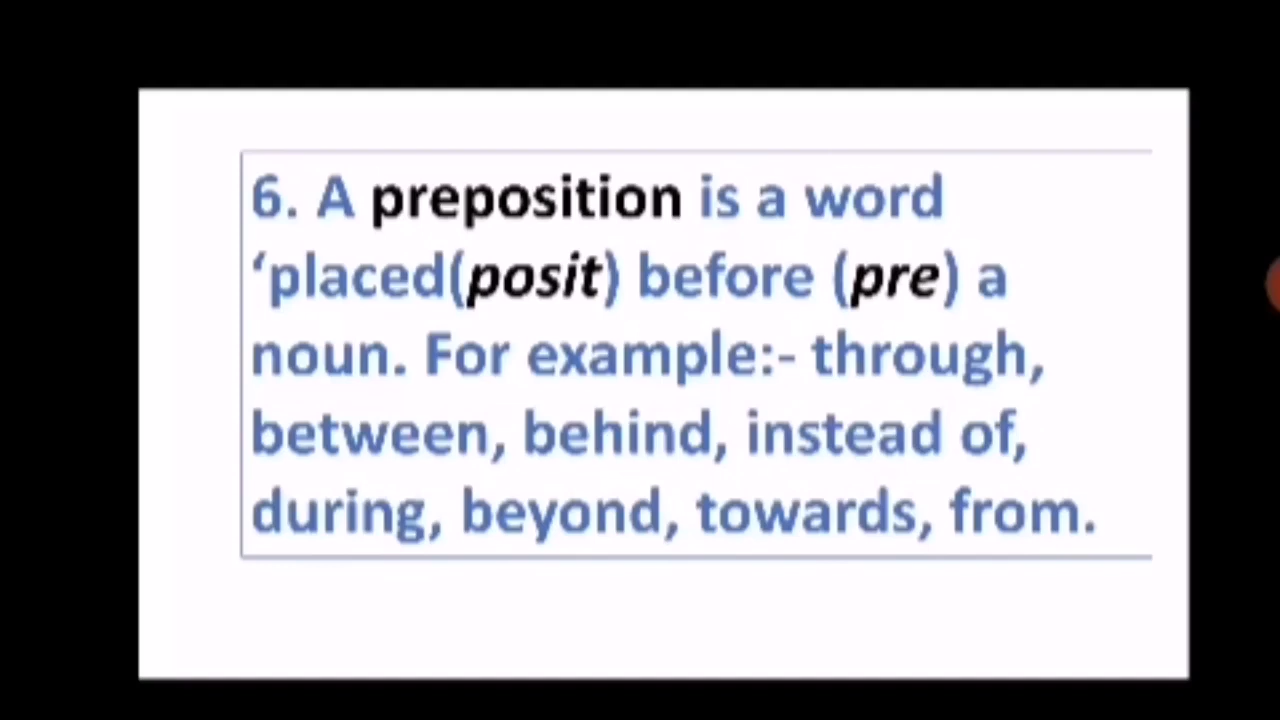 6. A preposition is a word
‘placed(posit) before (pre) a
noun. For example:- through,
between, behind, instead of,
during, beyond, towards, from.